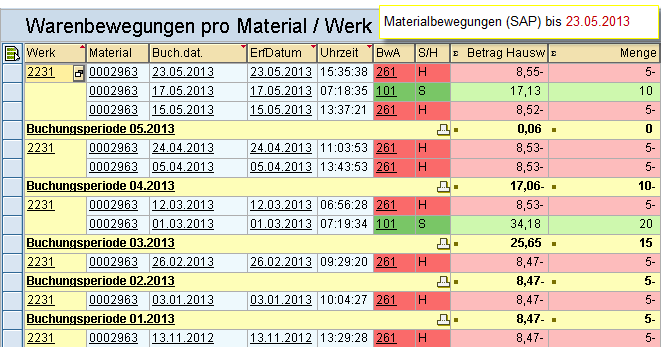 Warenbewegungen pro Material / Werk
Materialbewegungen (SAP) bis 23.05.2013
Werk Material Buch.dat. ErfDatum Uhrzeit BwA S/H Σ Betrag Hausw Σ Menge
2231 0002963 23.05.2013 23.05.2013 15:35:38 261 H 8,55- 5-
0002963 17.05.2013 17.05.2013 07:18:35 101 S 17,13 10
0002963 15.05.2013 15.05.2013 13:37:21 261 H 8,52- 5-
Buchungsperiode 05.2013 0,06 0
2231 0002963 24.04.2013 24.04.2013 11:03:53 261 H 8,53- 5-
0002963 05.04.2013 05.04.2013 13:43:53 261 H 8,53- 5-
Buchungsperiode 04.2013 17,06- 10-
2231 0002963 12.03.2013 12.03.2013 06:56:28 261 H 8,53- 5-
0002963 01.03.2013 01.03.2013 07:19:34 101 S 34,18 20
Buchungsperiode 03.2013 25,65 15
2231 0002963 26.02.2013 26.02.2013 09:29:20 261 H 8,47- 5-
Buchungsperiode 02.2013 8,47- 5-
2231 0002963 03.01.2013 03.01.2013 10:04:27 261 H 8,47- 5-
Buchungsperiode 01.2013 8,47- 5-
2231 0002963 13.11.2012 13.11.2012 13:29:28 261 H 8,47- 5-